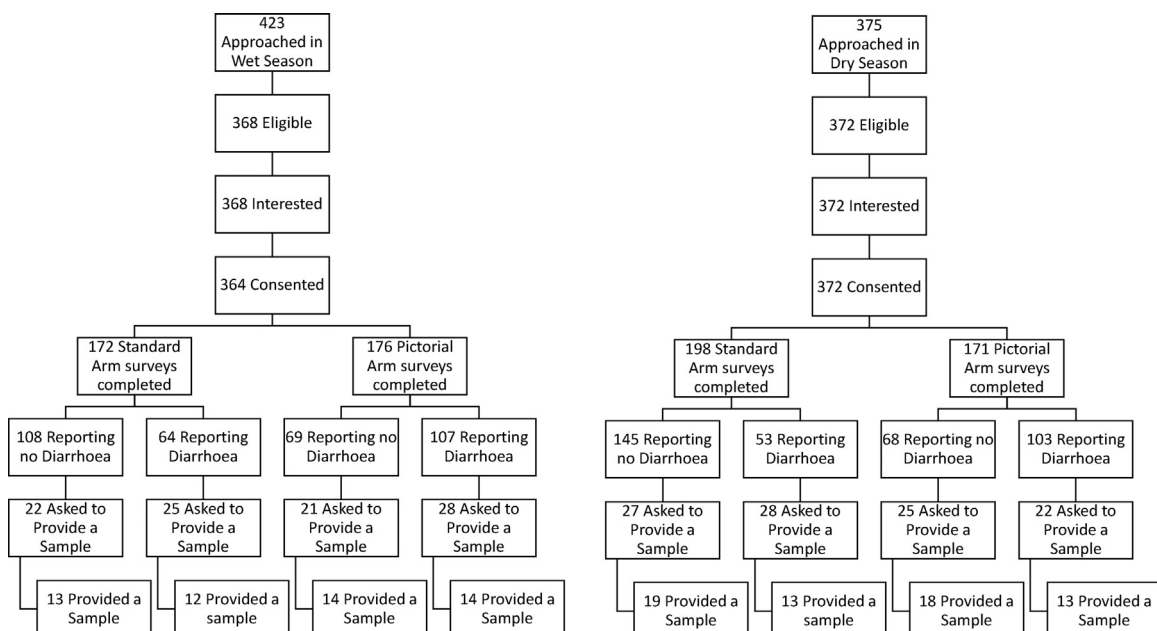 423
Approached in
Wet Season
368 Eligible
368 Interested
364 Consented
172 Standard
Arm surveys
completed
176 Pictorial
Arm surveys
completed
108 Reporting
no Diarrhoea
64 Reporting
Diarrhoea
69 Reporting no
Diarrhoea
107 Reporting
Diarrhoea
22 Asked to
Provide a
Sample
25 Asked to
Provide a
Sample
21 Asked to
Provide a
Sample
28 Asked to
Provide a
Sample
13 Provided a
Sample
12 Provided a
sample
14 Provided a
Sample
14 Provided a
Sample
375
Approached in
Dry Season
372 Eligible
372 Interested
372 Consented
198 Standard
Arm surveys
completed
171 Pictorial
Arm surveys
completed
145 Reporting
no Diarrhoea
53 Reporting
Diarrhoea
68 Reporting no
Diarrhoea
103 Reporting
Diarrhoea
27 Asked to
Provide a
Sample
28 Asked to
Provide a
Sample
25 Asked to
Provide a
Sample
22 Asked to
Provide a
Sample
19 Provided a
Sample
13 Provided a
Sample
18 Provided a
Sample
13 Provided a
Sample